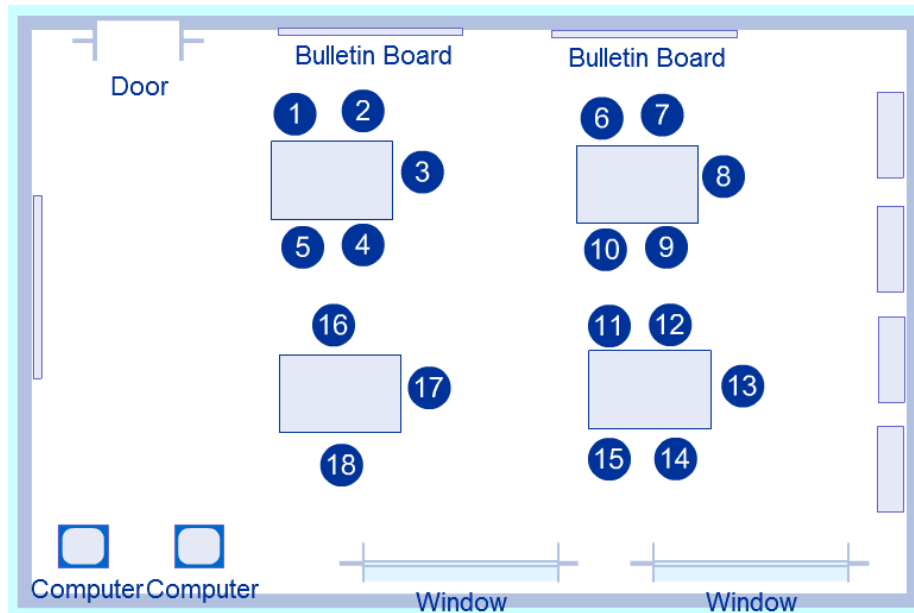 Bulletin Board
Bulletin Board
Door
1 2
6 7
3
8
5 4
10 9
16
11 12
17
13
18
15 14
Computer Computer
Window
Window